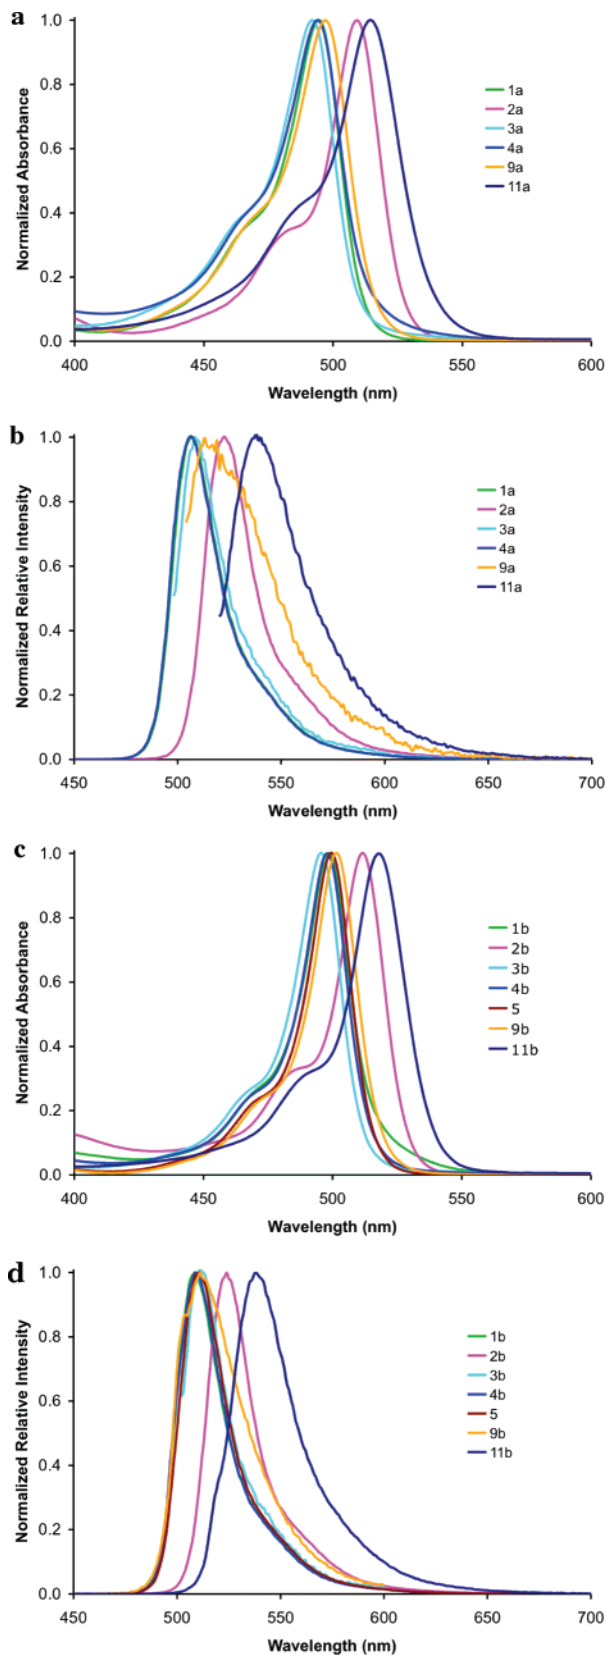 a
1.0
0.8
0.6
0.4
0.2
0.0
Normalized Absorbance
1a
2a
3a
4a
9a
11a
400 450 500 550 600
Wavelength (nm)
b
1.0
0.8
0.6
0.4
0.2
0.0
Normalized Relative Intensity
1a
2a
3a
4a
9a
11a
450 500 550 600 650 700
Wavelength (nm)
c
1.0
0.8
0.6
0.4
0.2
0.0
Normalized Absorbance
1b
2b
3b
4b
5
9b
11b
400 450 500 550 600
Wavelength (nm)
d
1.0
0.8
0.6
0.4
0.2
0.0
Normalized Relative Intensity
1b
2b
3b
4b
5
9b
11b
450 500 550 600 650 700
Wavelength (nm)